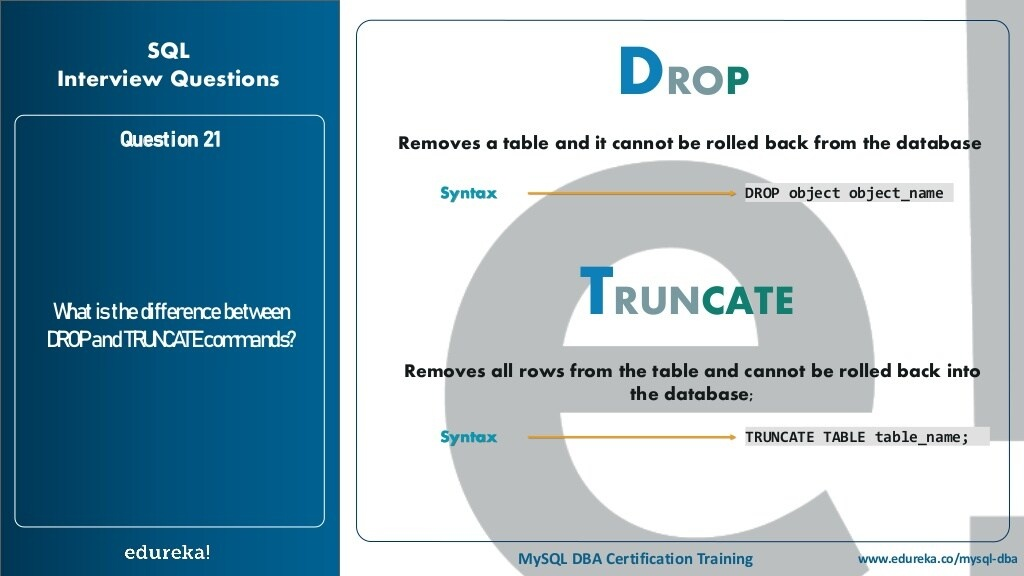 SQL
Interview Questions
Question 21
What is the difference between
DROP and TRUNCATE commands?
edureka!
DROP
Removes a table and it cannot be rolled back from the database
Syntax
DROP object object_name
TRUNCATE
Removes all rows from the table and cannot be rolled back into
the database;
Syntax
TRUNCATE TABLE table_name;
MySQL DBA Certification Training
www.edureka.co/mysql-dba